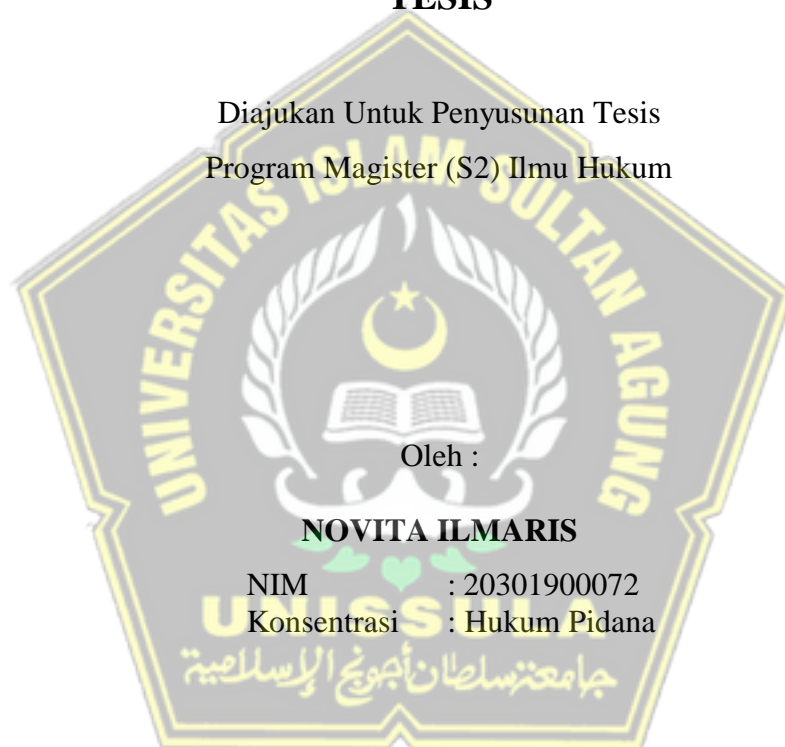 TESIS
Diajukan Untuk Penyusunan Tesis
Program Magister (S2) Ilmu Hukum
UNIVERSITAS ISLAM SULTAN AGUNG
Oleh :
NOVITA ILMARIS
NIM : 20301900072
Konsentrasi : Hukum Pidana
UNISSULA
جامعة سلطان أجونج الإسلامية